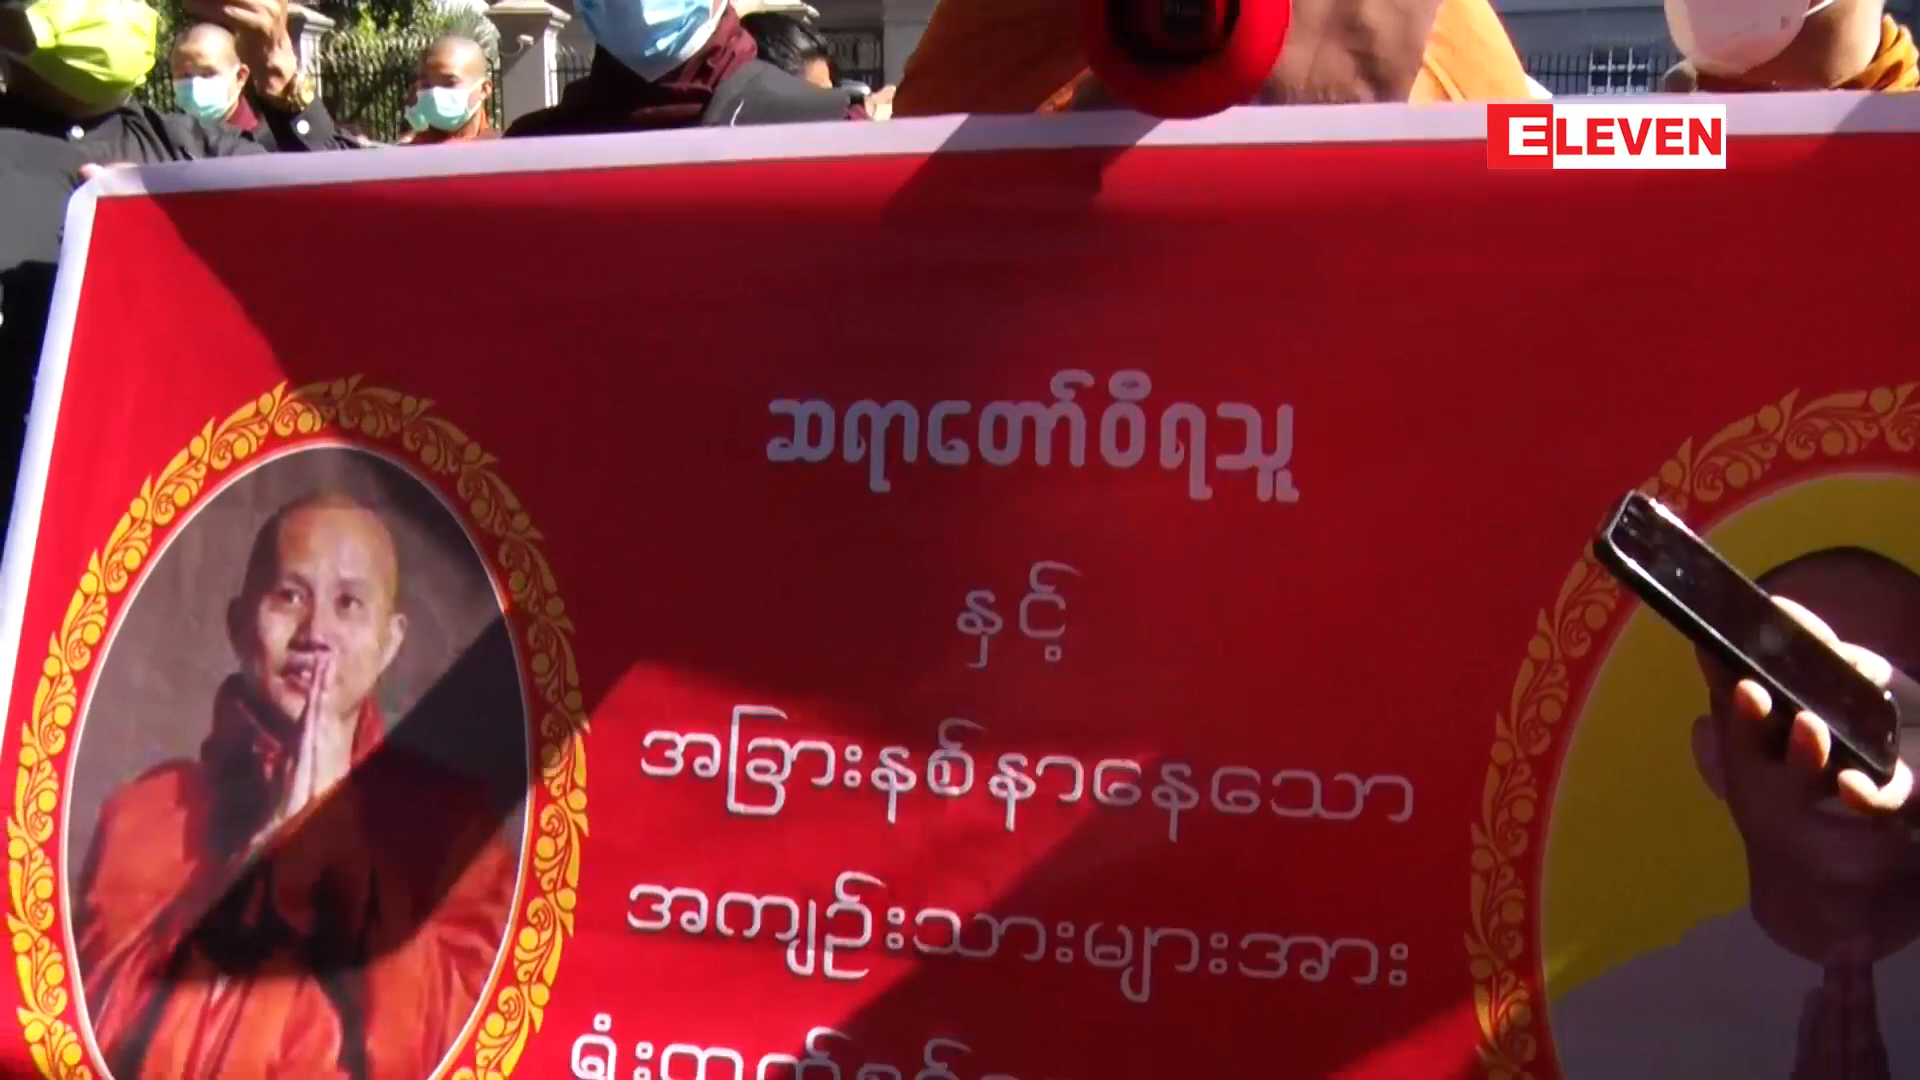 ELEVEN
ဆရာတော်ဝီရသူ
နှင့်
အခြားနစ်နာနေသော
အကျဉ်းသားများအား